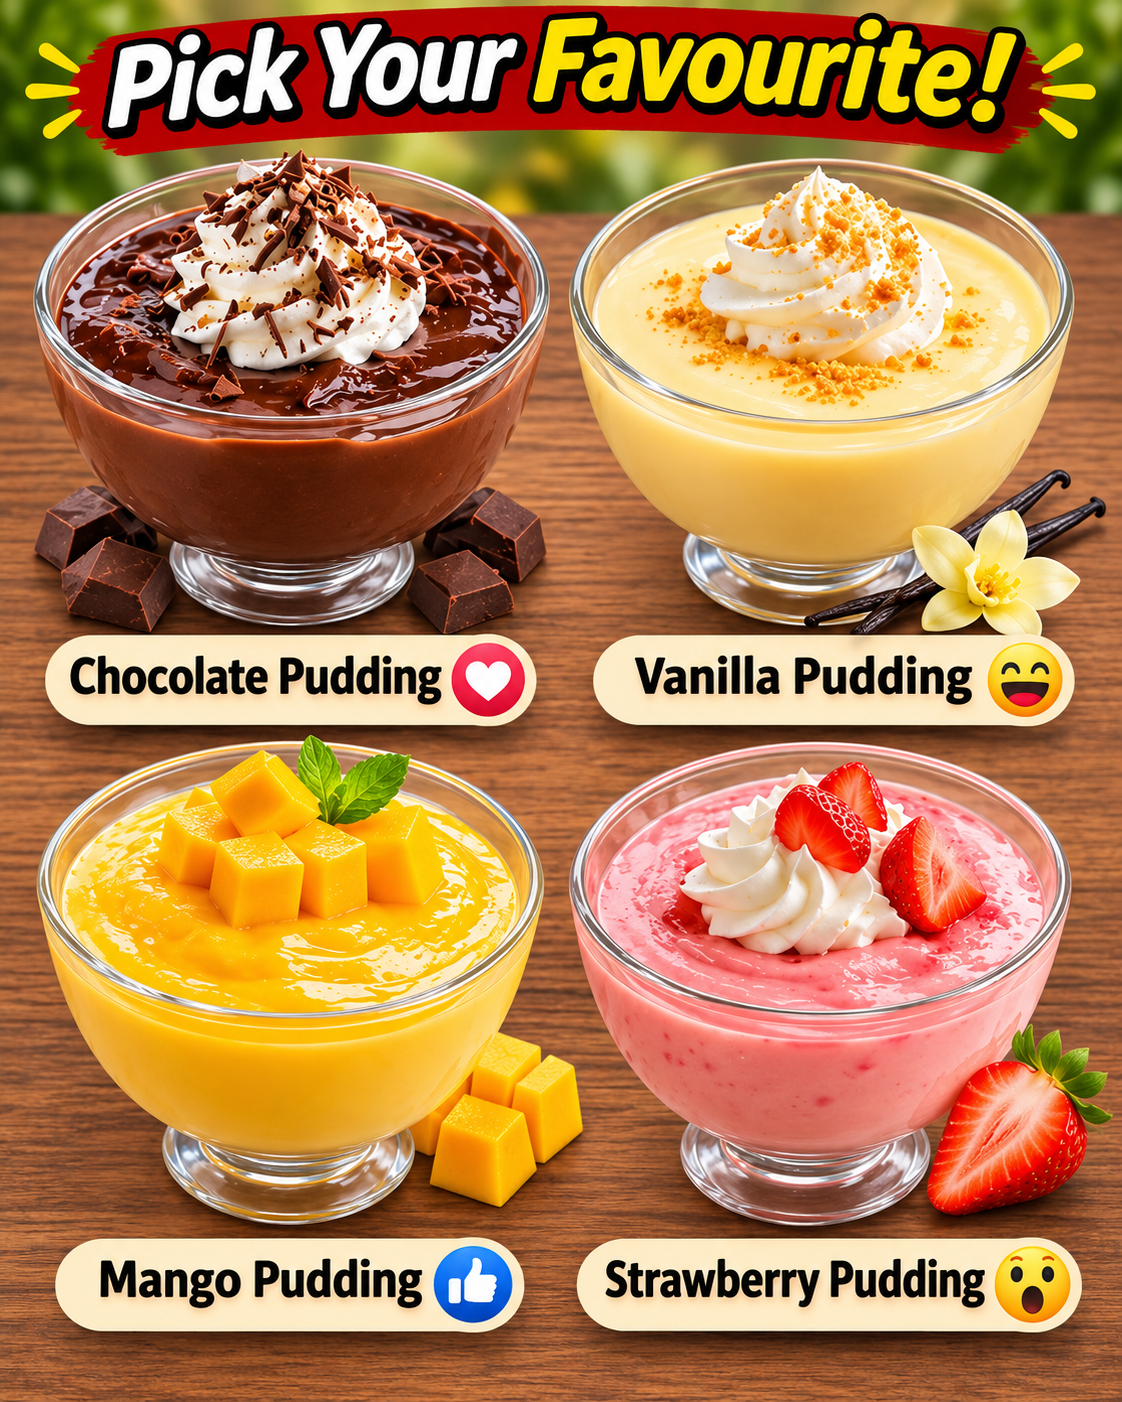 Pick Your Favourite!
Chocolate Pudding
Vanilla Pudding
Mango Pudding
Strawberry Pudding